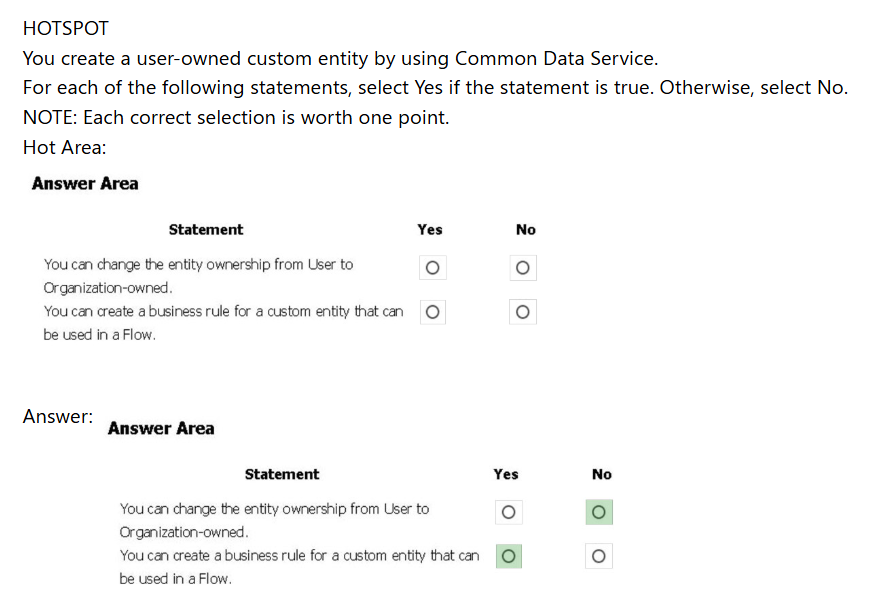 HOTSPOT
You create a user-owned custom entity by using Common Data Service.
For each of the following statements, select Yes if the statement is true. Otherwise, select No.
NOTE: Each correct selection is worth one point.
Hot Area:
Answer Area
Statement Yes No
You can change the entity ownership from User to
Organization-owned.
You can create a business rule for a custom entity that can
be used in a Flow.
Answer:
Answer Area
Statement Yes No
You can change the entity ownership from User to
Organization-owned.
You can create a business rule for a custom entity that can
be used in a Flow.